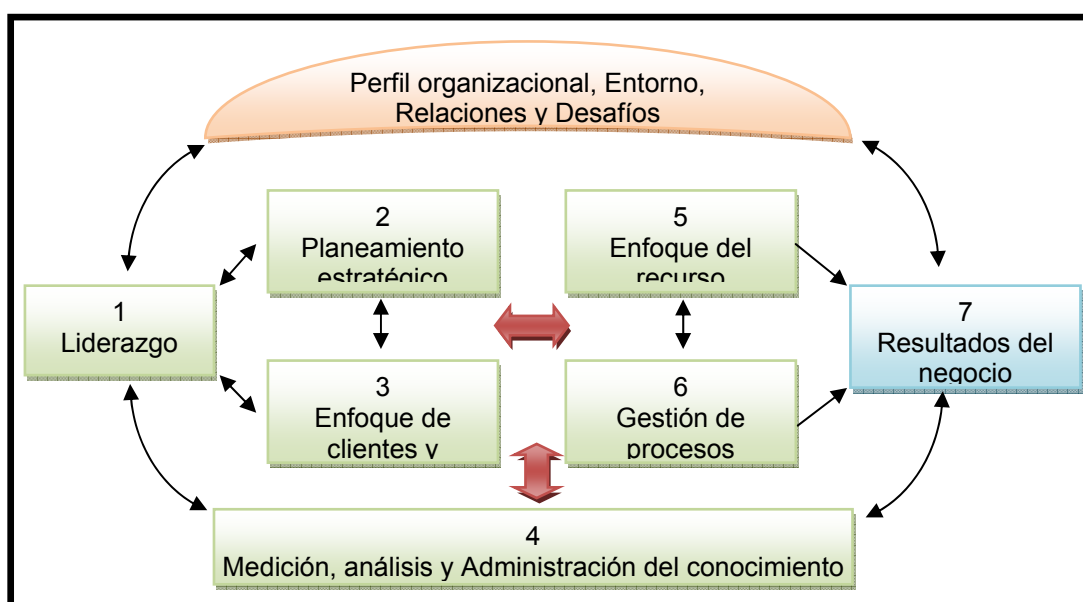 Perfil organizacional, Entorno,
Relaciones y Desafíos
1
Liderazgo
2
Planeamiento
estratégico
3
Enfoque de
clientes y
4
Medición, análisis y Administración del conocimiento
5
Enfoque del
recurso
6
Gestión de
procesos
7
Resultados del
negocio